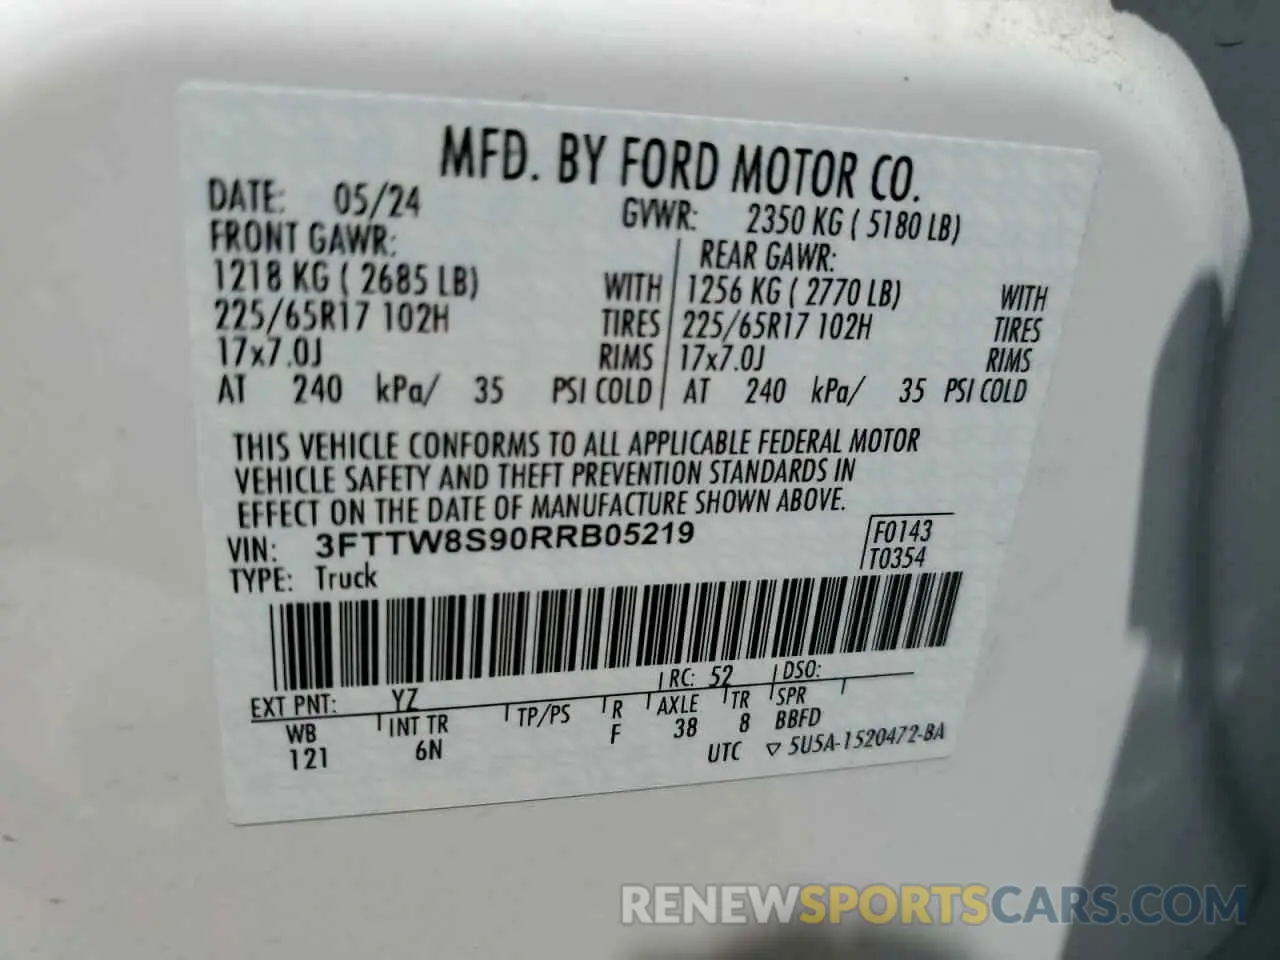 MFD. BY FORD MOTOR CO.
DATE: 05/24 GVWR: 2350 KG ( 5180 LB)
FRONT GAWR: REAR GAWR:
1218 KG ( 2685 LB) WITH 1256 KG ( 2770 LB) WITH
225/65R17 102H TIRES 225/65R17 102H TIRES
17x7.0J RIMS 17x7.0J RIMS
AT 240 kPa/ 35 PSI COLD AT 240 kPa/ 35 PSI COLD
THIS VEHICLE CONFORMS TO ALL APPLICABLE FEDERAL MOTOR
VEHICLE SAFETY AND THEFT PREVENTION STANDARDS IN
EFFECT ON THE DATE OF MANUFACTURE SHOWN ABOVE.
VIN: 3FTTW8S90RRB05219 F0143
TYPE: Truck T0354
EXT PNT: YZ RC: 52 DSO:
WB INT TR TP/PS R AXLE TR SPR
121 6N F 38 8 BBFD
UTC ▽ 5U5A-1520472-BA
RENEWSPORTSCARS.COM